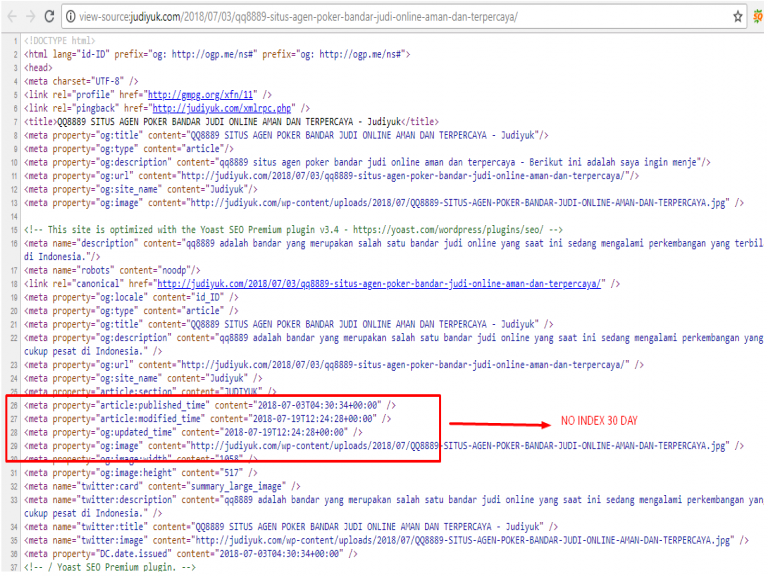 view-source:judiyuk.com/2018/07/03/qq8889-situs-agen-poker-bandar-judi-online-aman-dan-terpercaya/
1 <!DOCTYPE html>
2 <html lang="id-ID" prefix="og: http://ogp.me/ns#" prefix="og: http://ogp.me/ns#">
3 <head>
4 <meta charset="UTF-8" />
5 <link rel="profile" href="http://gmpg.org/xfn/11" />
6 <link rel="pingback" href="http://judiyuk.com/xmlrpc.php" />
7 <title>QQ8889 SITUS AGEN POKER BANDAR JUDI ONLINE AMAN DAN TERPERCAYA - Judiyuk</title>
8 <meta property="og:title" content="QQ8889 SITUS AGEN POKER BANDAR JUDI ONLINE AMAN DAN TERPERCAYA - Judiyuk"/>
9 <meta property="og:type" content="article"/>
10 <meta property="og:description" content="qq8889 situs agen poker bandar judi online aman dan terpercaya - Berikut ini adalah saya ingin menje"/>
11 <meta property="og:url" content="http://judiyuk.com/2018/07/03/qq8889-situs-agen-poker-bandar-judi-online-aman-dan-terpercaya/"/>
12 <meta property="og:site_name" content="Judiyuk"/>
13 <meta property="og:image" content="http://judiyuk.com/wp-content/uploads/2018/07/QQ8889-SITUS-AGEN-POKER-BANDAR-JUDI-ONLINE-AMAN-DAN-TERPERCAYA.jpg" />
14
15 <!-- This site is optimized with the Yoast SEO Premium plugin v3.4 - https://yoast.com/wordpress/plugins/seo/ -->
16 <meta name="description" content="qq8889 adalah bandar yang merupakan salah satu bandar judi online yang saat ini sedang mengalami perkembangan yang terbil
di Indonesia."/>
17 <meta name="robots" content="noodp"/>
18 <link rel="canonical" href="http://judiyuk.com/2018/07/03/qq8889-situs-agen-poker-bandar-judi-online-aman-dan-terpercaya/" />
19 <meta property="og:locale" content="id_ID" />
20 <meta property="og:type" content="article" />
21 <meta property="og:title" content="QQ8889 SITUS AGEN POKER BANDAR JUDI ONLINE AMAN DAN TERPERCAYA - Judiyuk" />
22 <meta property="og:description" content="qq8889 adalah bandar yang merupakan salah satu bandar judi online yang saat ini sedang mengalami perkembangan yang
cukup pesat di Indonesia." />
23 <meta property="og:url" content="http://judiyuk.com/2018/07/03/qq8889-situs-agen-poker-bandar-judi-online-aman-dan-terpercaya/" />
24 <meta property="og:site_name" content="Judiyuk" />
25 <meta property="article:section" content="JUDIYUK" />
26 <meta property="article:published_time" content="2018-07-03T04:30:34+00:00" />
27 <meta property="article:modified_time" content="2018-07-19T12:24:28+00:00" />
NO INDEX 30 DAY
28 <meta property="og:updated_time" content="2018-07-19T12:24:28+00:00" />
29 <meta property="og:image" content="http://judiyuk.com/wp-content/uploads/2018/07/QQ8889-SITUS-AGEN-POKER-BANDAR-JUDI-ONLINE-AMAN-DAN-TERPERCAYA.jpg" />
30 <meta property="og:image:width" content="1058" />
31 <meta property="og:image:height" content="517" />
32 <meta name="twitter:card" content="summary_large_image" />
33 <meta name="twitter:description" content="qq8889 adalah bandar yang merupakan salah satu bandar judi online yang saat ini sedang mengalami perkembangan yan
cukup pesat di Indonesia." />
34 <meta name="twitter:title" content="QQ8889 SITUS AGEN POKER BANDAR JUDI ONLINE AMAN DAN TERPERCAYA - Judiyuk" />
35 <meta name="twitter:image" content="http://judiyuk.com/wp-content/uploads/2018/07/QQ8889-SITUS-AGEN-POKER-BANDAR-JUDI-ONLINE-AMAN-DAN-TERPERCAYA.jpg" />
36 <meta property="DC.date.issued" content="2018-07-03T04:30:34+00:00" />
37 <!-- / Yoast SEO Premium plugin. -->